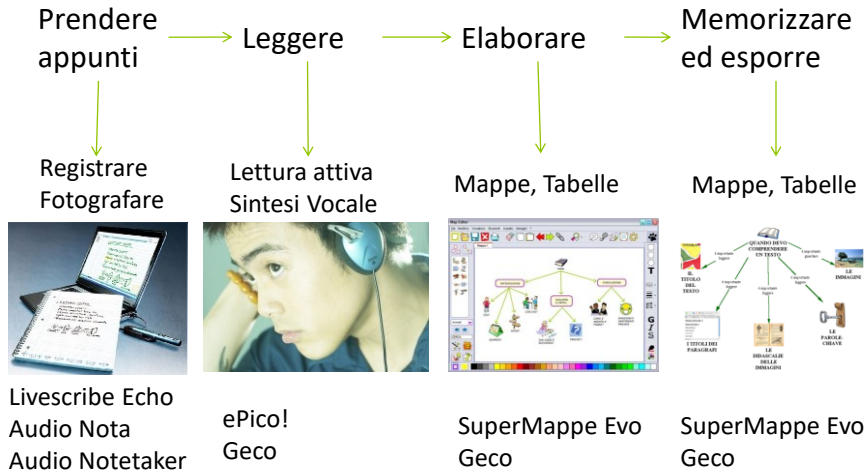 Prendere
appunti
Leggere
Elaborare
Memorizzare
ed esporre
Registrare
Fotografare
Lettura attiva
Sintesi Vocale
Mappe, Tabelle
Mappe, Tabelle
QUANDO DEVO
COMPRENDERE
UN TESTO
IL
TITOLO
DEL
TESTO
LE
IMMAGINI
I TITOLI DEI
PARAGRAFI
LE
DIDASCALIE
DELLE
IMMAGINI
LE
PAROLE-
CHIAVE
Livescribe Echo
Audio Nota
Audio Notetaker
ePico!
Geco
SuperMappe Evo
Geco
SuperMappe Evo
Geco